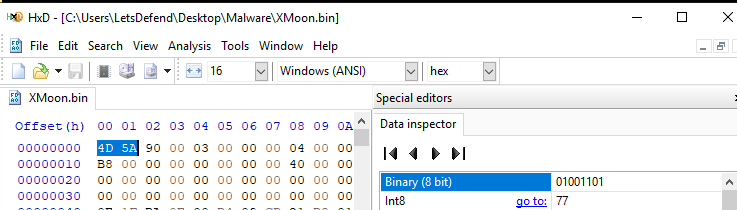 HxD - [C:\Users\LetsDefend\Desktop\Malware\XMoon.bin]
File Edit Search View Analysis Tools Window Help
16 Windows (ANSI) hex
XMoon.bin
Special editors
Data inspector
Offset(h) 00 01 02 03 04 05 06 07 08 09 0A
00000000 4D 5A 90 00 03 00 00 00 04 00 00
00000010 B8 00 00 00 00 00 00 00 40 00 00
00000020 00 00 00 00 00 00 00 00 00 00 00
00000030 00 00 00 00 00 00 00 00 00 00 00
Binary (8 bit) 01001101
Int8 go to: 77